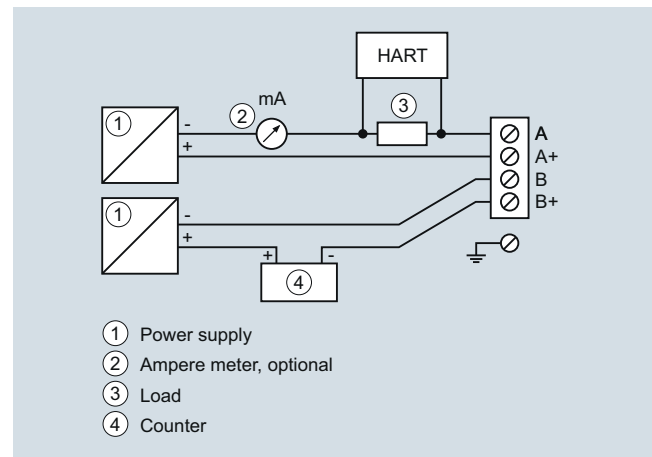 HART
mA
3
2
1
-
+
A
A+
B
B+
1
-
+
+
-
4
1 Power supply
2 Ampere meter, optional
3 Load
4 Counter